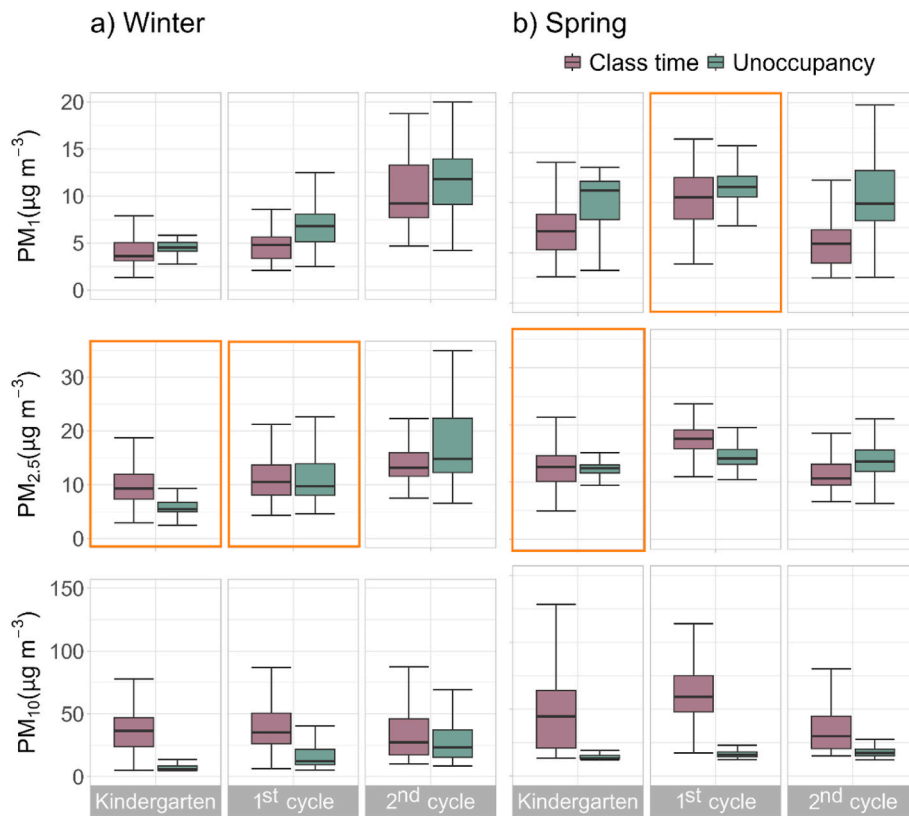 a) Winter
b) Spring
Class time
Unoccupancy
PM₁(µg m⁻³)
20
15
10
5
0
PM₂.₅(µg m⁻³)
30
20
10
0
PM₁₀(µg m⁻³)
150
100
50
0
Kindergarten
1ˢᵗ cycle
2ⁿᵈ cycle
Kindergarten
1ˢᵗ cycle
2ⁿᵈ cycle